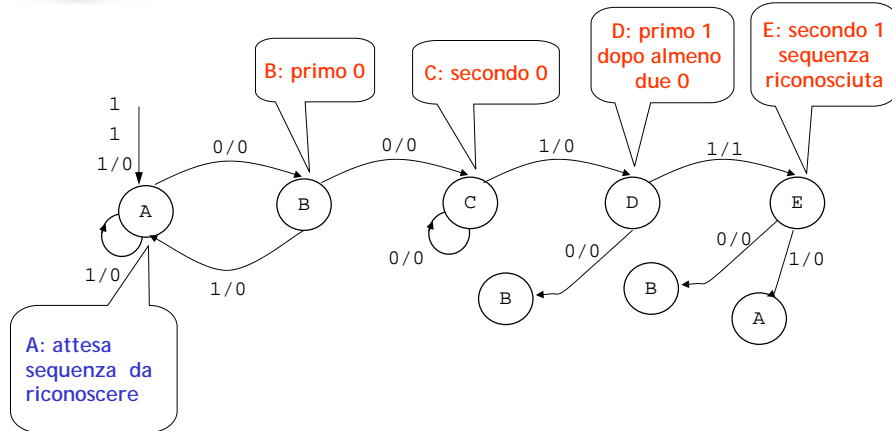 D: primo 1
dopo almeno
due 0
E: secondo 1
sequenza
riconosciuta
B: primo 0
C: secondo 0
1
1
1/0
0/0
0/0
1/0
1/1
A
B
C
D
E
1/0
1/0
0/0
0/0
0/0
1/0
B
B
A
A: attesa
sequenza da
riconoscere